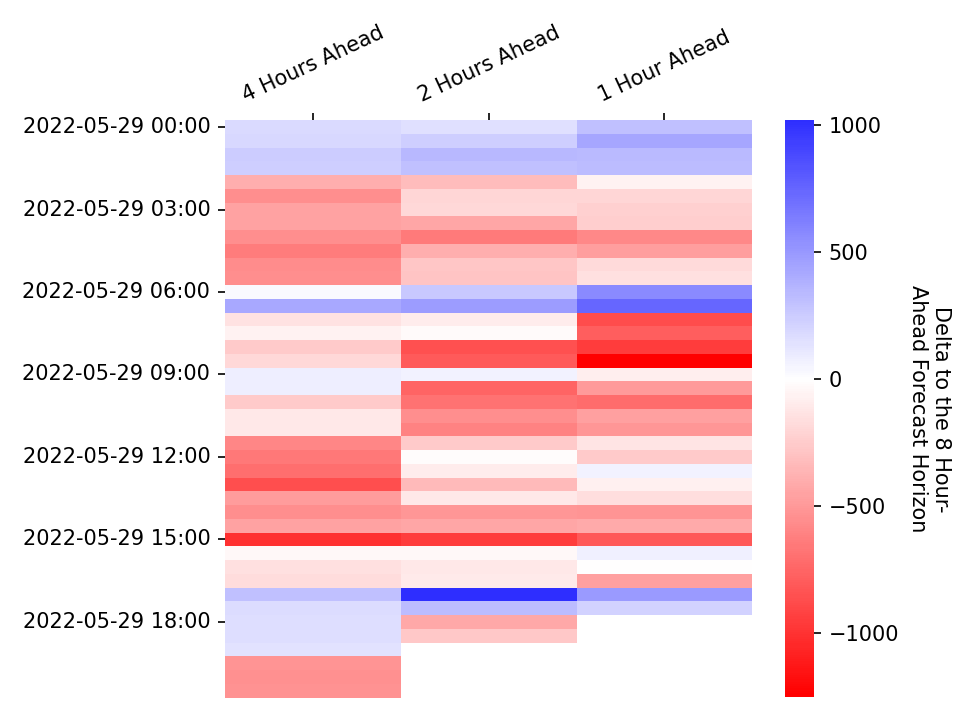 4 Hours Ahead
2 Hours Ahead
1 Hour Ahead
2022-05-29 00:00
2022-05-29 03:00
2022-05-29 06:00
2022-05-29 09:00
2022-05-29 12:00
2022-05-29 15:00
2022-05-29 18:00
1000
500
0
−500
−1000
Delta to the 8 Hour-
Ahead Forecast Horizon